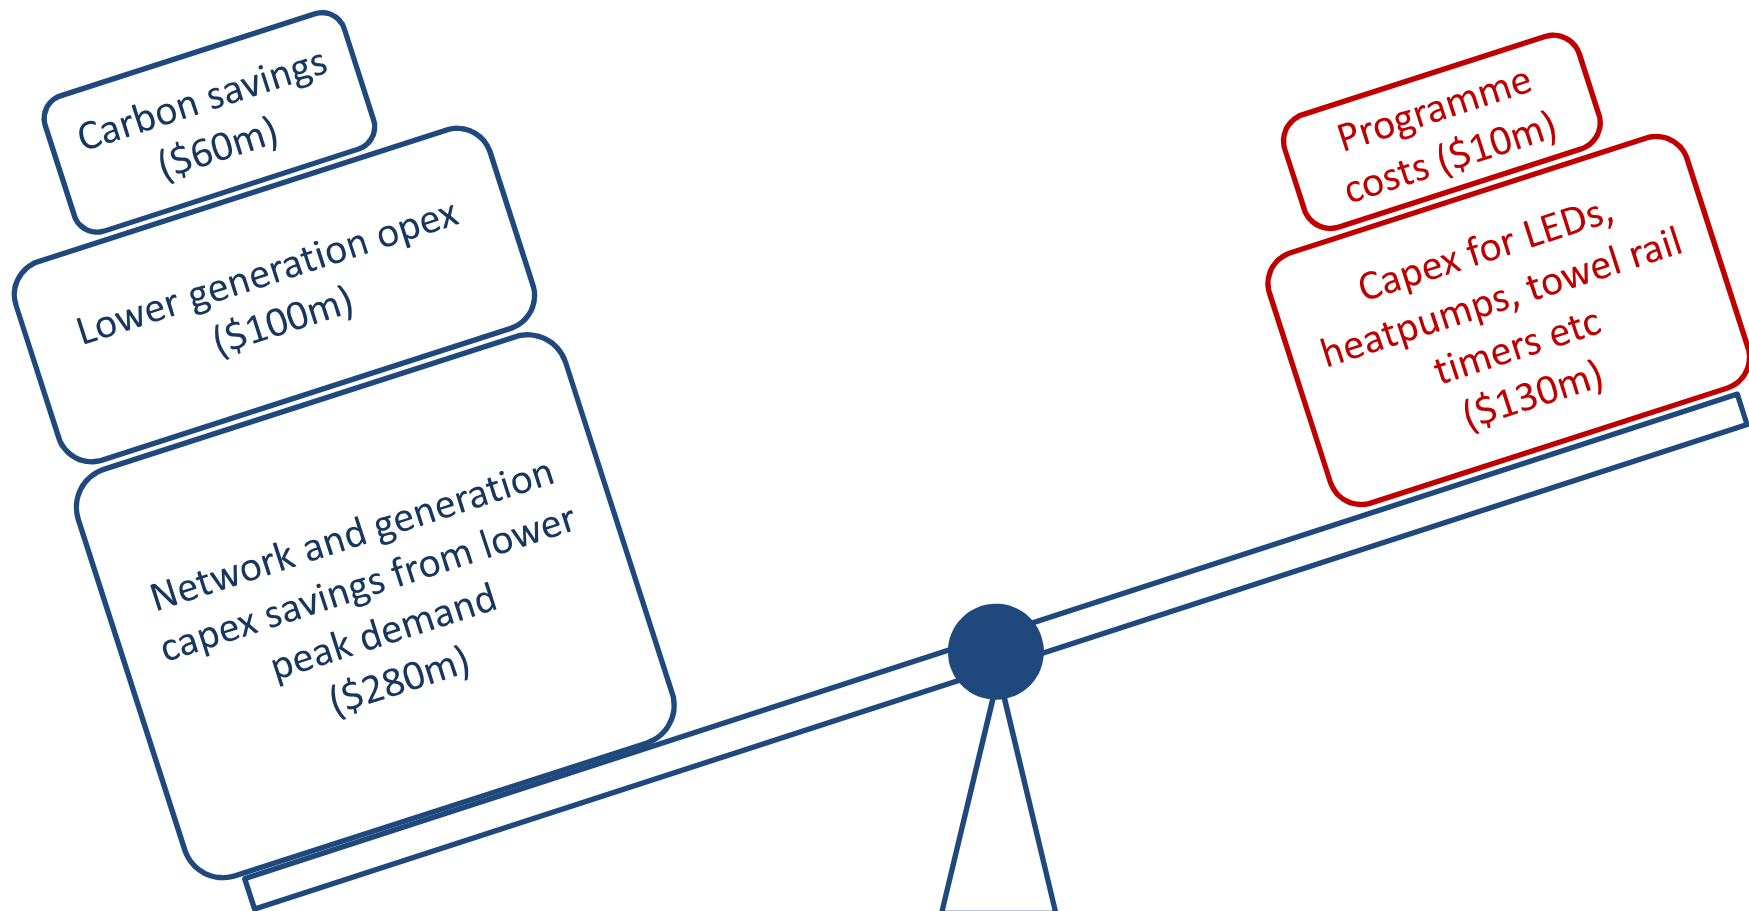 Carbon savings
($60m)
Lower generation opex
($100m)
Network and generation
capex savings from lower
peak demand
($280m)
Programme
costs ($10m)
Capex for LEDs,
heatpumps, towel rail
timers etc
($130m)